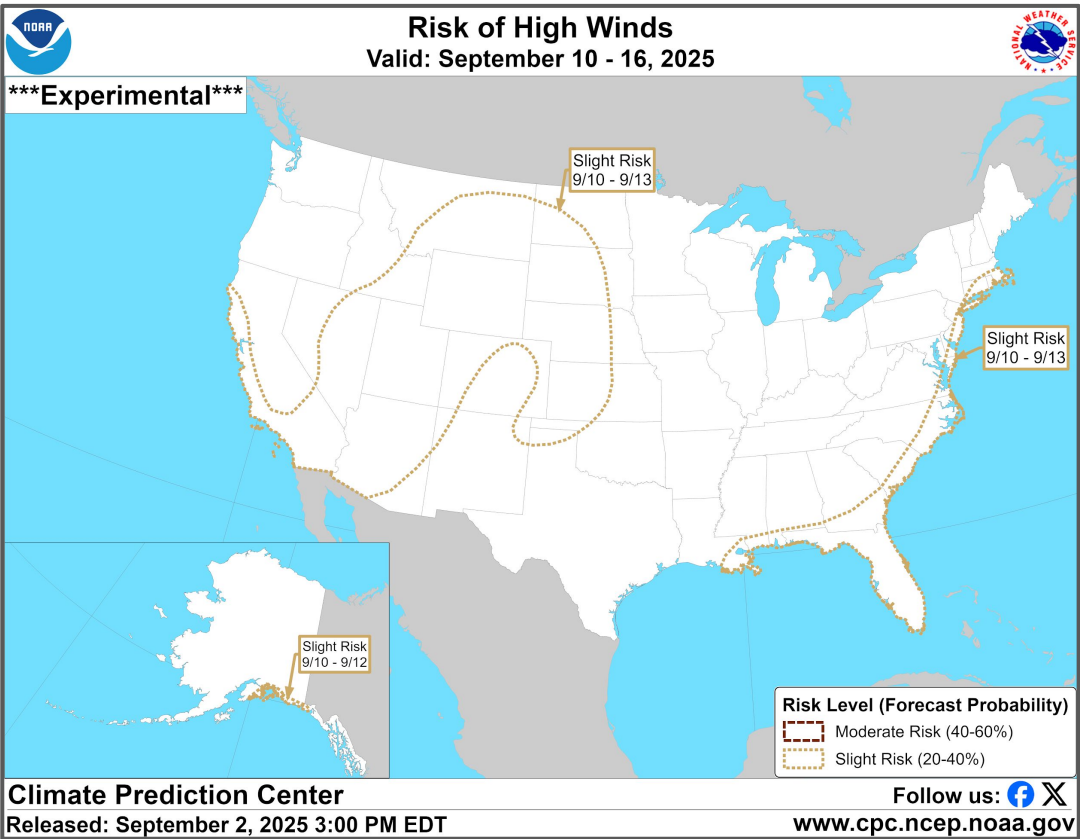 NOAA
Risk of High Winds
Valid: September 10 - 16, 2025
NATIONAL WEATHER SERVICE
***Experimental***
Slight Risk
9/10 - 9/13
Slight Risk
9/10 - 9/13
Slight Risk
9/10 - 9/12
Risk Level (Forecast Probability)
Moderate Risk (40-60%)
Slight Risk (20-40%)
Climate Prediction Center
Follow us:
Released: September 2, 2025 3:00 PM EDT
www.cpc.ncep.noaa.gov